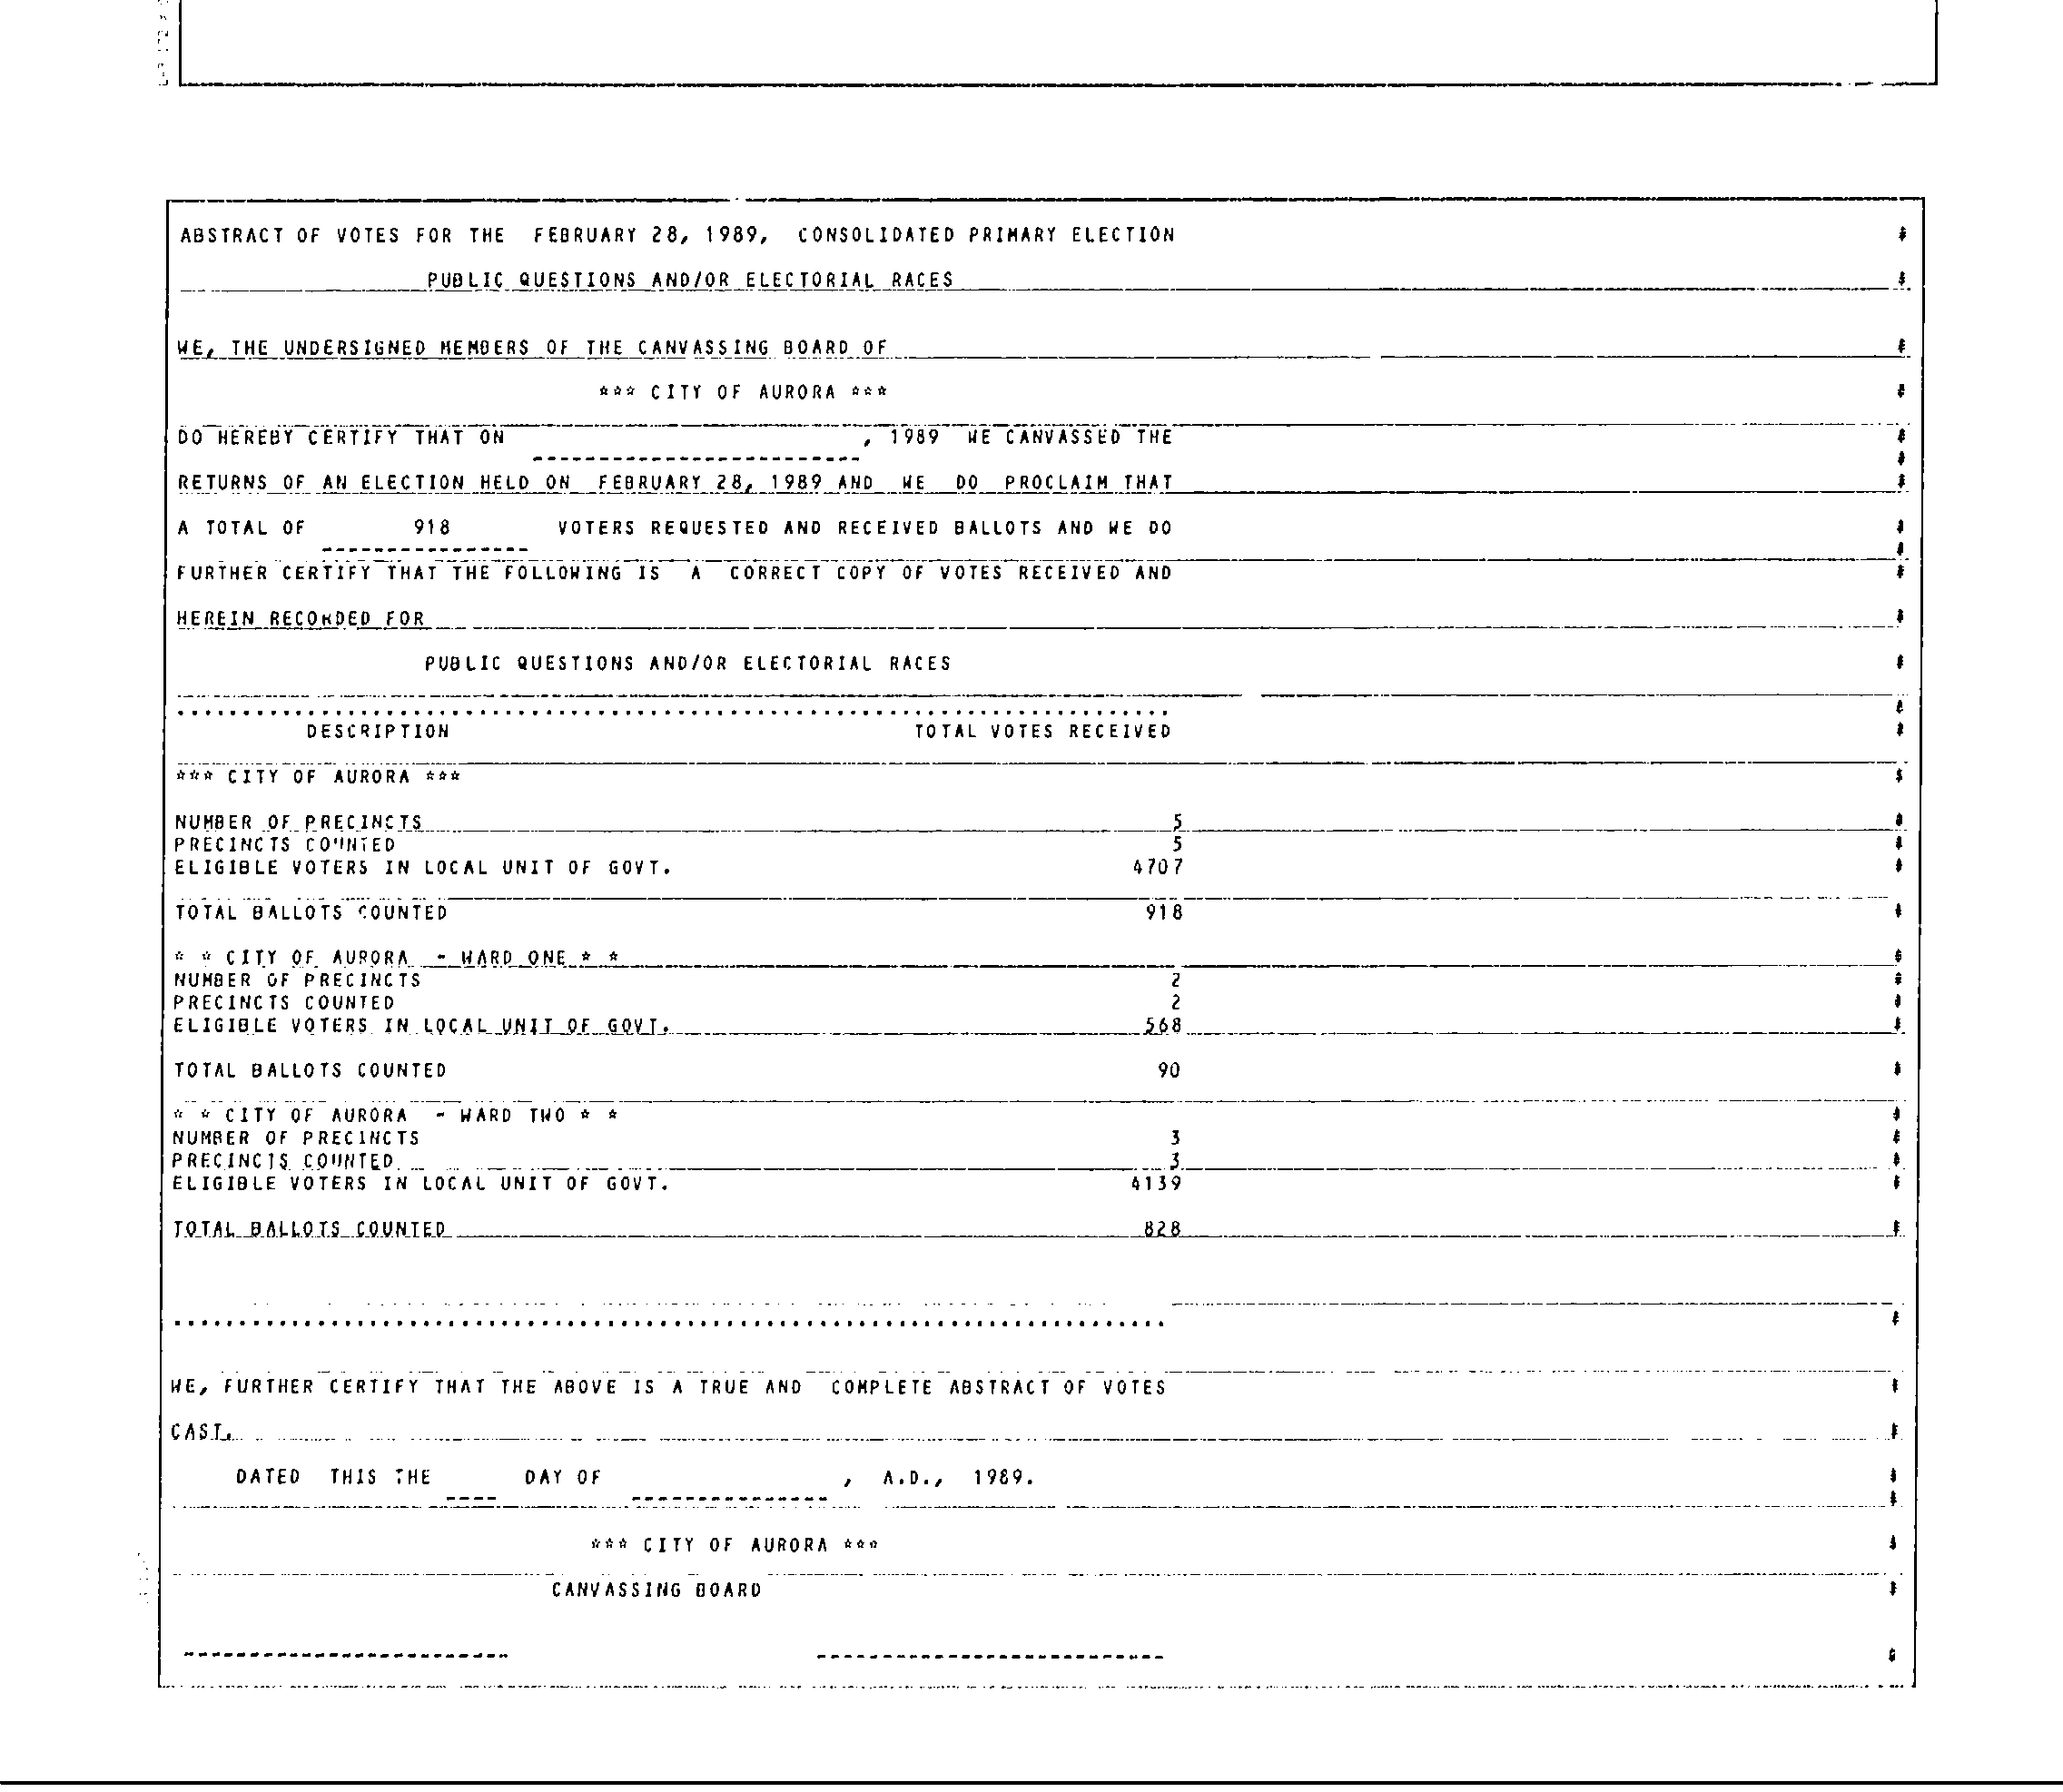 ABSTRACT OF VOTES FOR THE FEBRUARY 28, 1989, CONSOLIDATED PRIMARY ELECTION
PUBLIC QUESTIONS AND/OR ELECTORIAL RACES
WE, THE UNDERSIGNED MEMBERS OF THE CANVASSING BOARD OF
*** CITY OF AURORA ***
DO HEREBY CERTIFY THAT ON , 1989 WE CANVASSED THE
RETURNS OF AN ELECTION HELD ON FEBRUARY 28, 1989 AND WE DO PROCLAIM THAT
A TOTAL OF 918 VOTERS REQUESTED AND RECEIVED BALLOTS AND WE DO
FURTHER CERTIFY THAT THE FOLLOWING IS A CORRECT COPY OF VOTES RECEIVED AND
HEREIN RECORDED FOR
PUBLIC QUESTIONS AND/OR ELECTORIAL RACES
DESCRIPTION TOTAL VOTES RECEIVED
*** CITY OF AURORA ***
NUMBER OF PRECINCTS 5
PRECINCTS COUNTED 5
ELIGIBLE VOTERS IN LOCAL UNIT OF GOVT. 4707
TOTAL BALLOTS COUNTED 918
* * CITY OF AURORA - WARD ONE * *
NUMBER OF PRECINCTS 2
PRECINCTS COUNTED 2
ELIGIBLE VOTERS IN LOCAL UNIT OF GOVT. 568
TOTAL BALLOTS COUNTED 90
* * CITY OF AURORA - WARD TWO * *
NUMBER OF PRECINCTS 3
PRECINCTS COUNTED 3
ELIGIBLE VOTERS IN LOCAL UNIT OF GOVT. 4139
TOTAL BALLOTS COUNTED 828
WE, FURTHER CERTIFY THAT THE ABOVE IS A TRUE AND COMPLETE ABSTRACT OF VOTES
CAST.
DATED THIS THE ____ DAY OF , A.D., 1989.
*** CITY OF AURORA ***
CANVASSING BOARD